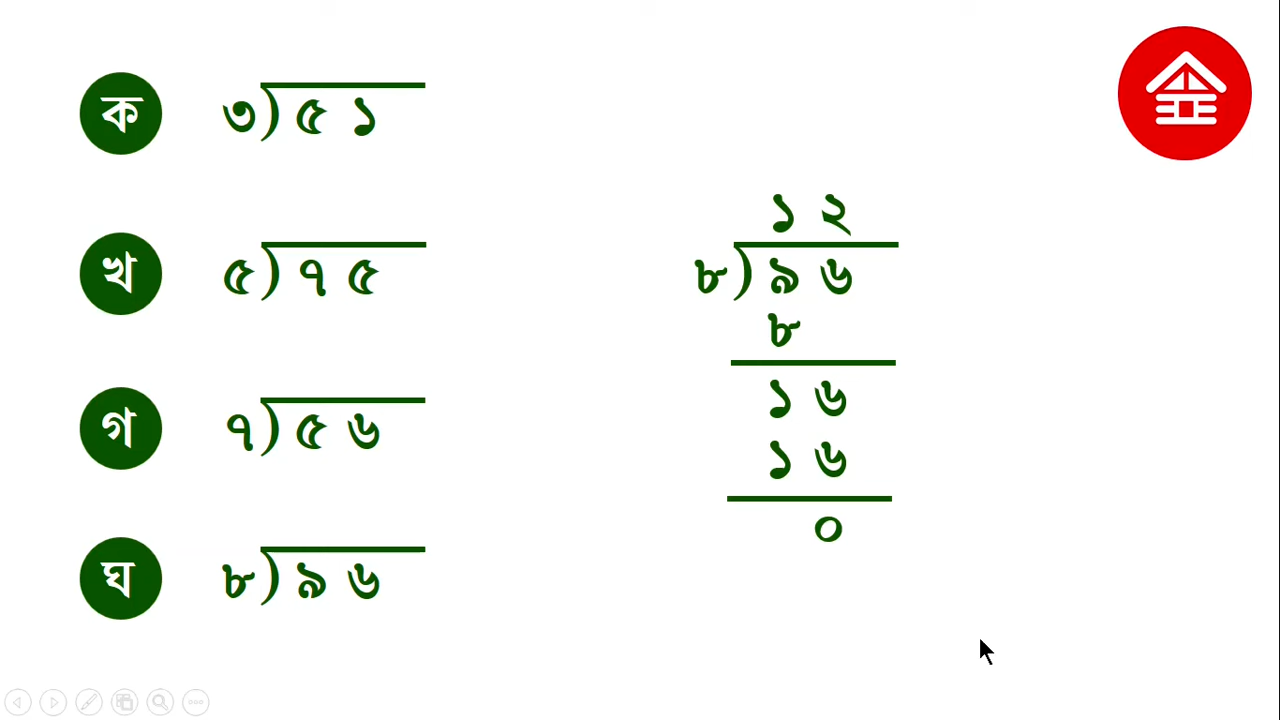 ক ৩)৫ ১
খ ৫)৭ ৫
গ ৭)৫ ৬
ঘ ৮)৯ ৬
১ ২
৮)৯ ৬
৮
১ ৬
১ ৬
০